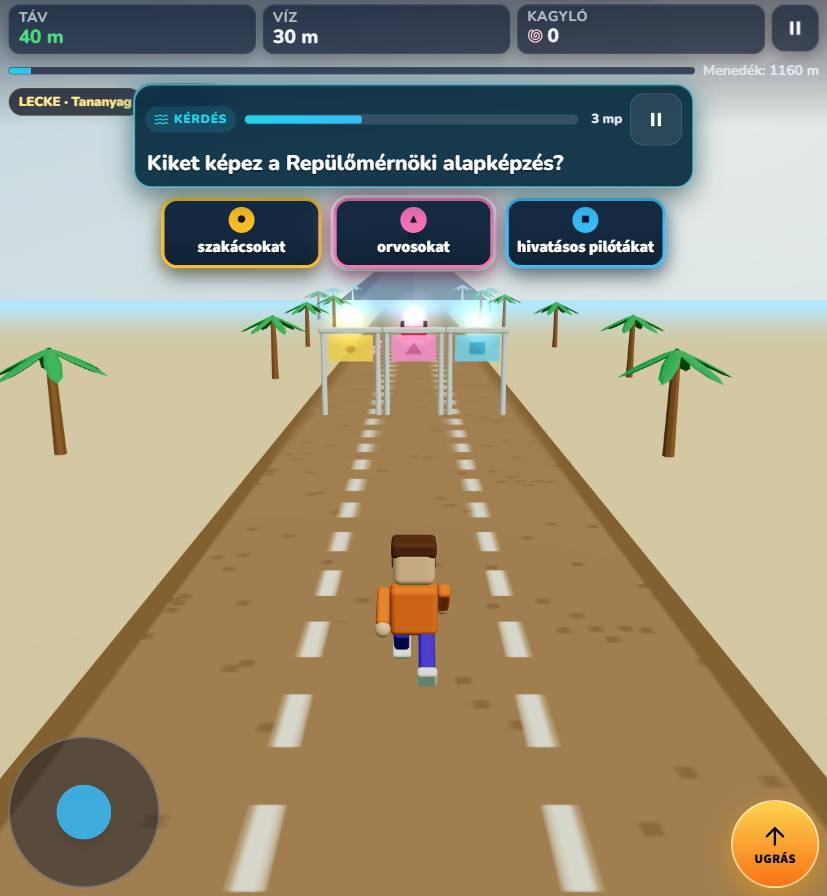 TÁV
40 m
VÍZ
30 m
KAGYLÓ
0
Menedék: 1160 m
LECKE · Tananyag
KÉRDÉS
3 mp
Kiket képez a Repülőmérnöki alapképzés?
szakácsokat
orvosokat
hivatásos pilótákat
UGRÁS